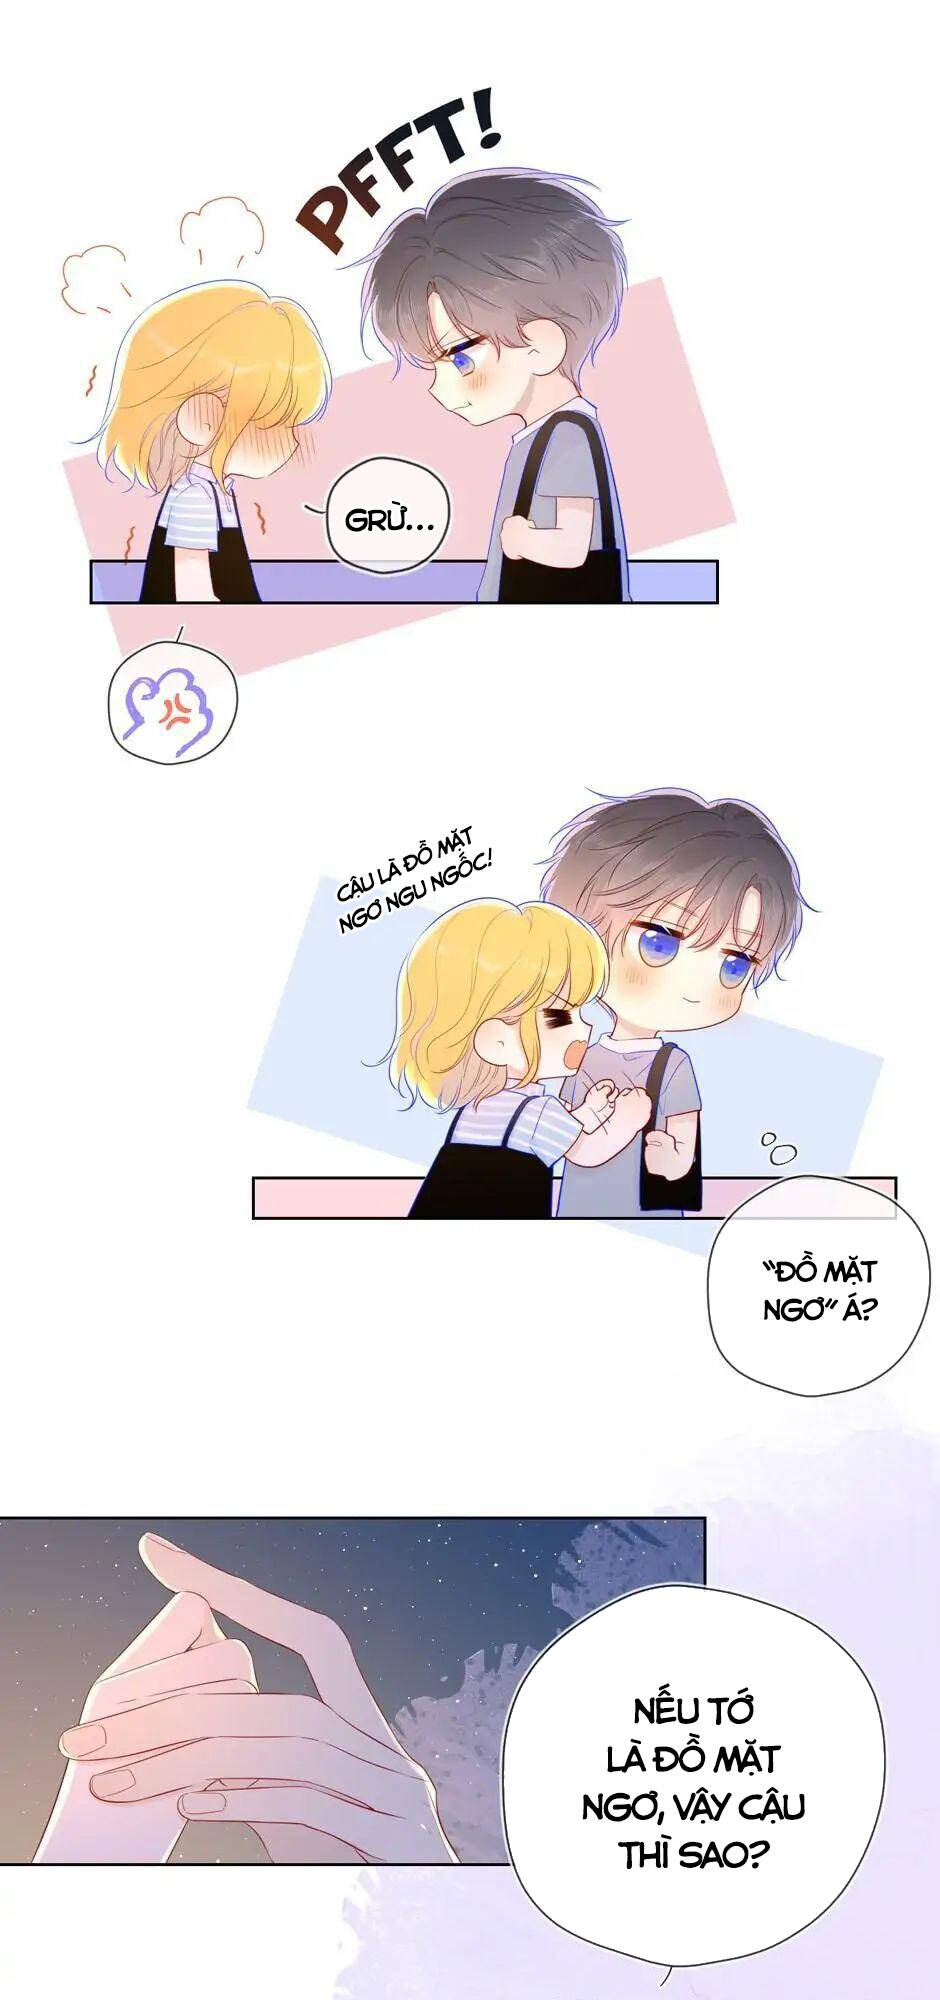 PFFT!
GRỪ...
CẬU LÀ ĐỒ MẶT
NGƠ NGU NGỐC!
"ĐỒ MẶT
NGƠ" Á?
NẾU TỚ
LÀ ĐỒ MẶT
NGƠ, VẬY CẬU
THÌ SAO?